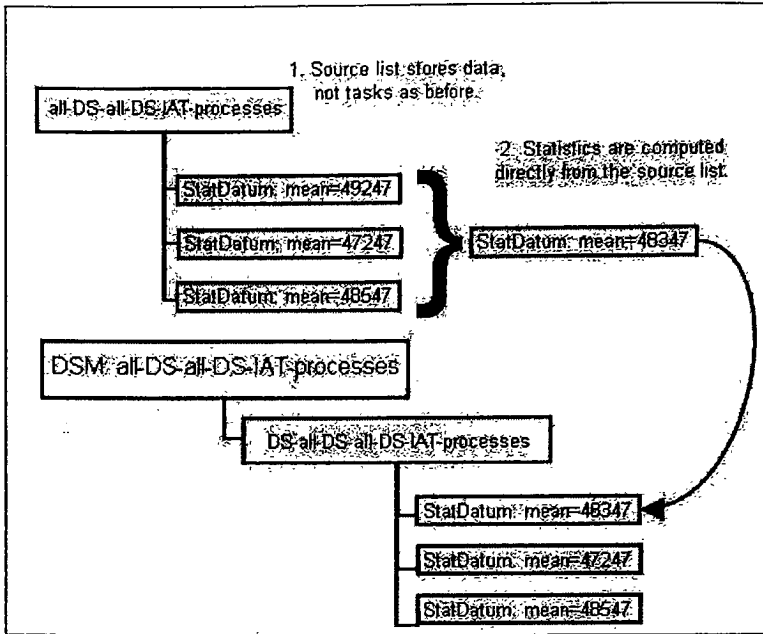 1. Source list stores data,
not tasks as before.
all-DS-all-DS-IAT-processes
2. Statistics are computed
directly from the source list.
StatDatum: mean=49247
StatDatum: mean=47247
StatDatum: mean=48547
StatDatum: mean=48347
DSM: all-DS-all-DS-IAT-processes
DS-all-DS-all-DS-IAT-processes
StatDatum: mean=48347
StatDatum: mean=47247
StatDatum: mean=48547